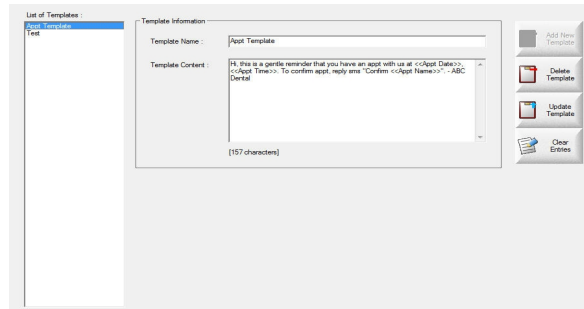 List of Templates :
Appt Template
Test
Template Information
Template Name :
Appt Template
Template Content :
Hi, this is a gentle reminder that you have an appt with us at <<Appt Date>>,
<<Appt Time>>. To confirm appt, reply sms "Confirm <<Appt Name>>". - ABC
Dental
[157 characters]
Add New
Template
Delete
Template
Update
Template
Clear
Entries